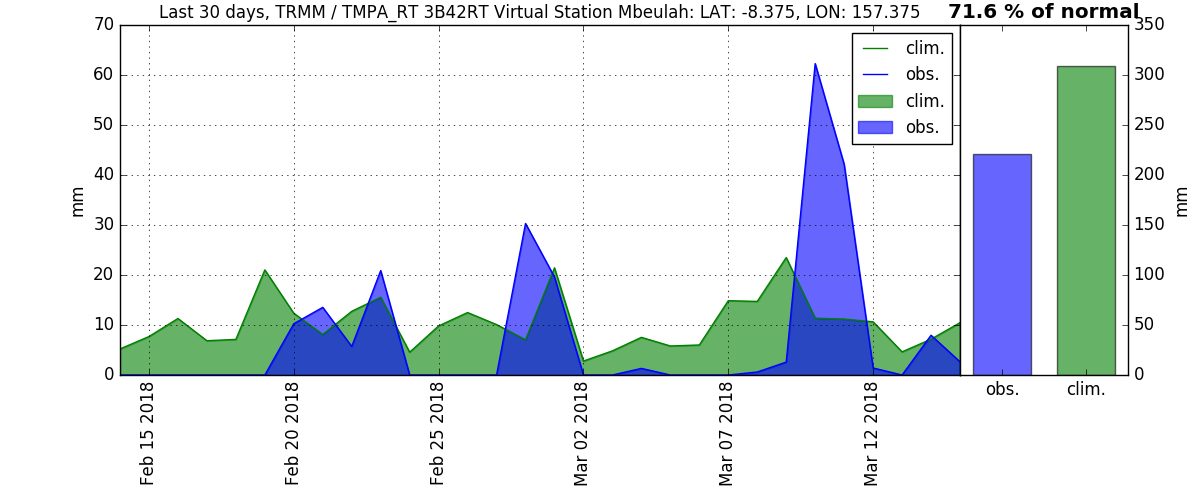 Last 30 days, TRMM / TMPA_RT 3B42RT Virtual Station Mbeulah: LAT: -8.375, LON: 157.375
71.6 % of normal
70
60
50
40
30
20
10
0
mm
clim.
obs.
clim.
obs.
Feb 15 2018
Feb 20 2018
Feb 25 2018
Mar 02 2018
Mar 07 2018
Mar 12 2018
350
300
250
200
150
100
50
0
mm
obs.
clim.